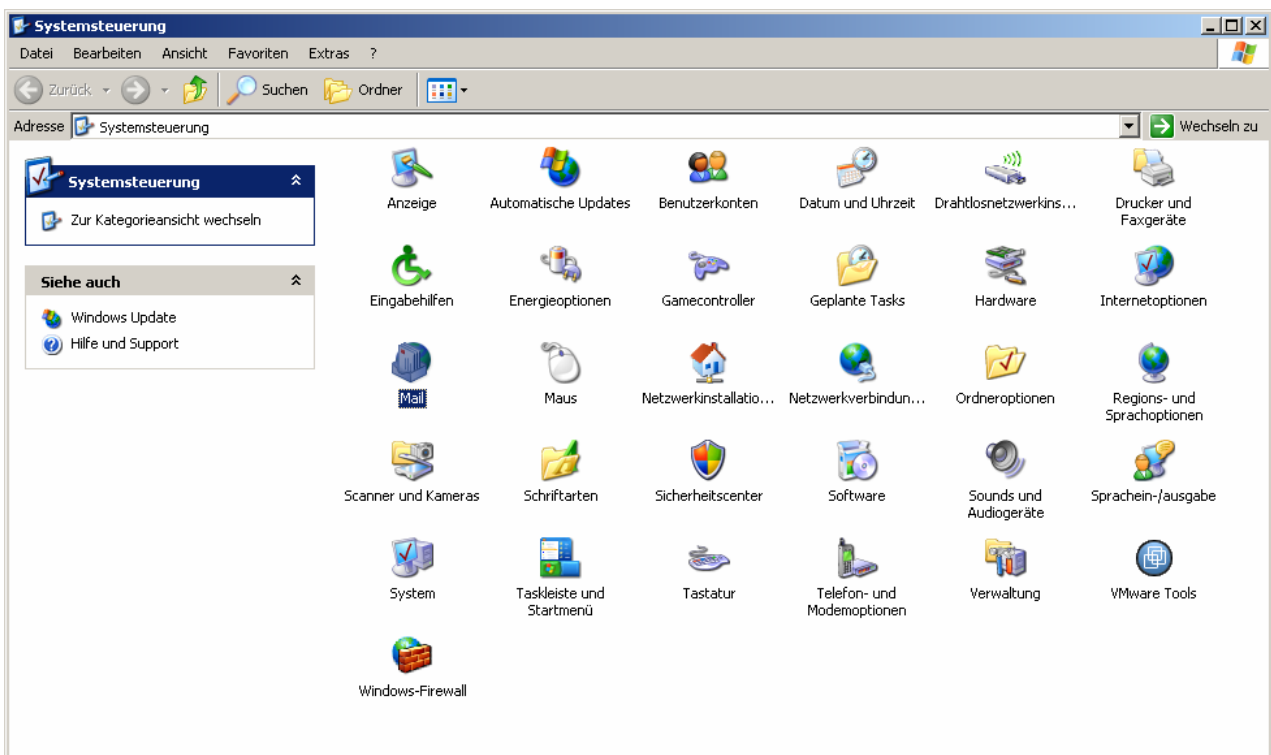 Systemsteuerung
Datei Bearbeiten Ansicht Favoriten Extras ?
Zurück Suchen Ordner
Adresse Systemsteuerung Wechseln zu
Systemsteuerung
Zur Kategorieansicht wechseln
Siehe auch
Windows Update
Hilfe und Support
Anzeige
Automatische Updates
Benutzerkonten
Datum und Uhrzeit
Drahtlosnetzwerkins...
Drucker und
Faxgeräte
Eingabehilfen
Energieoptionen
Gamecontroller
Geplante Tasks
Hardware
Internetoptionen
Mail
Maus
Netzwerkinstallatio...
Netzwerkverbindun...
Ordneroptionen
Regions- und
Sprachoptionen
Scanner und Kameras
Schriftarten
Sicherheitscenter
Software
Sounds und
Audiogeräte
Sprachein-/ausgabe
System
Taskleiste und
Startmenü
Tastatur
Telefon- und
Modemoptionen
Verwaltung
VMware Tools
Windows-Firewall